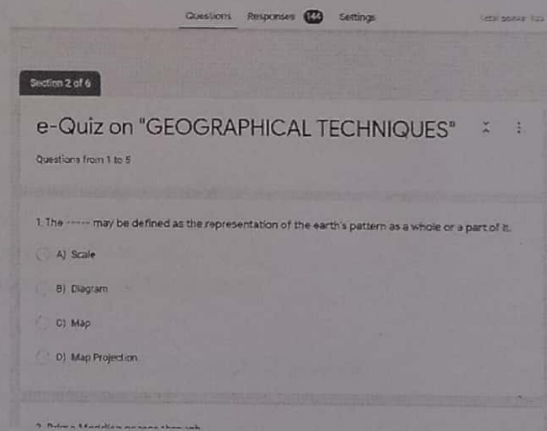 Questions Responses 144 Settings
Section 2 of 6
e-Quiz on "GEOGRAPHICAL TECHNIQUES"
Questions from 1 to 5
1. The ----- may be defined as the representation of the earth's pattern as a whole or a part of it.
A) Scale
B) Diagram
C) Map
D) Map Projection